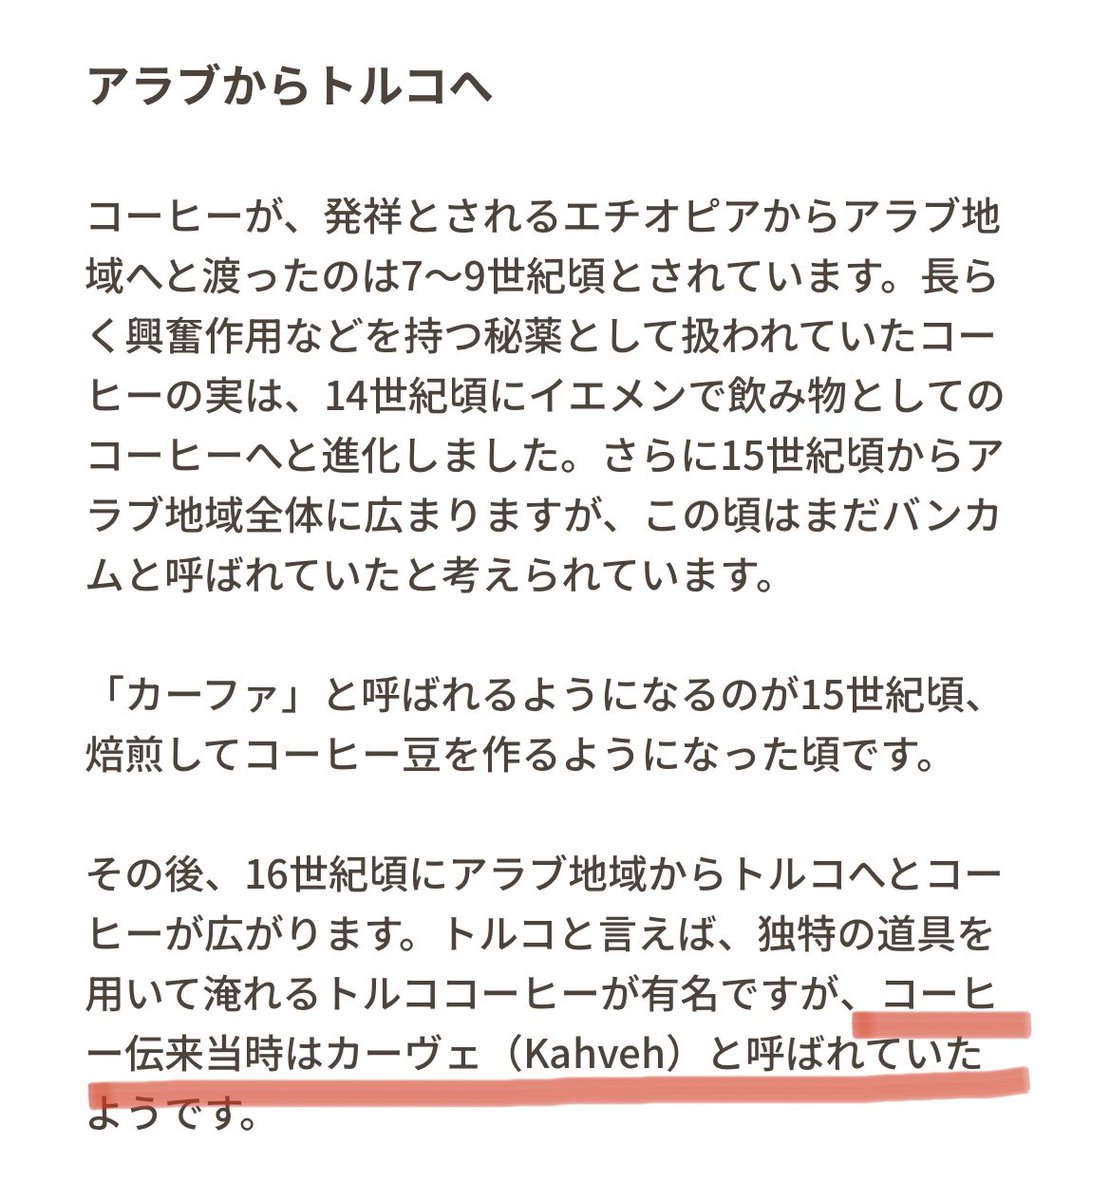 アラブからトルコへ
コーヒーが、発祥とされるエチオピアからアラブ地
域へと渡ったのは7〜9世紀頃とされています。長ら
く興奮作用などを持つ秘薬として扱われていたコー
ヒーの実は、14世紀頃にイエメンで飲み物としての
コーヒーへと進化しました。さらに15世紀頃からア
ラブ地域全体に広まりますが、この頃はまだバンカ
ムと呼ばれていたと考えられています。
「カーファ」と呼ばれるようになるのが15世紀頃、
焙煎してコーヒー豆を作るようになった頃です。
その後、16世紀頃にアラブ地域からトルコへとコー
ヒーが広がります。トルコと言えば、独特の道具を
用いて淹れるトルココーヒーが有名ですが、コーヒ
ー伝来当時はカーヴェ（Kahveh）と呼ばれていた
ようです。